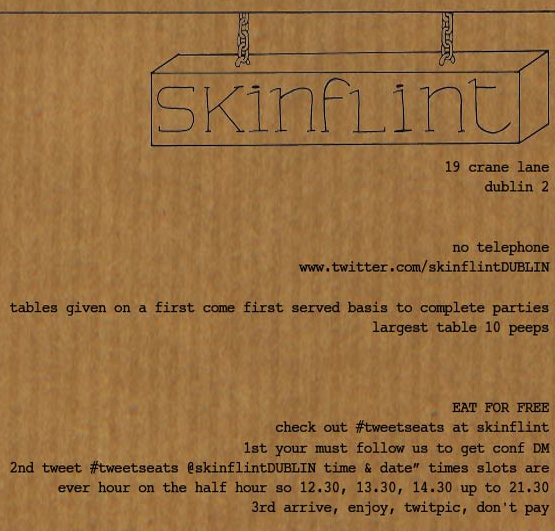 skinflint
19 crane lane
dublin 2
no telephone
www.twitter.com/skinflintDUBLIN
tables given on a first come first served basis to complete parties
largest table 10 peeps
EAT FOR FREE
check out #tweetseats at skinflint
1st your must follow us to get conf DM
2nd tweet #tweetseats @skinflintDUBLIN time & date” times slots are
ever hour on the half hour so 12.30, 13.30, 14.30 up to 21.30
3rd arrive, enjoy, twitpic, don't pay